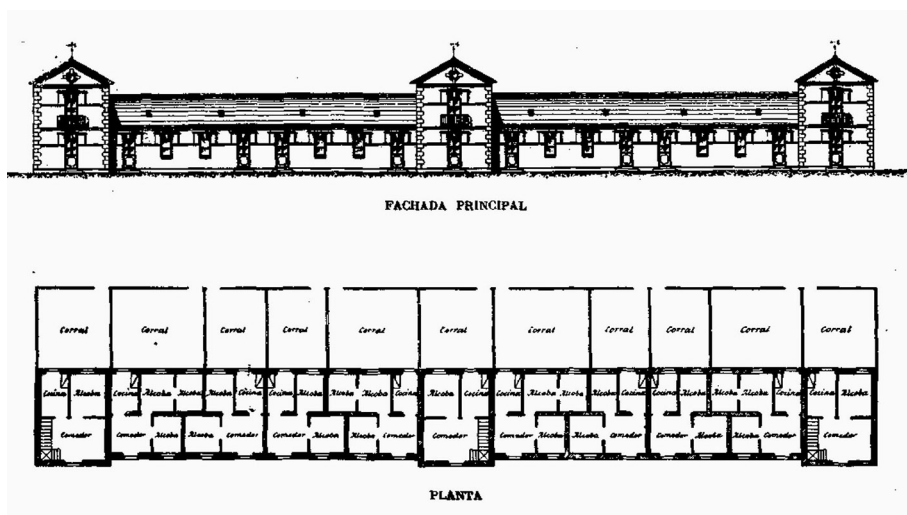 FACHADA PRINCIPAL
Corral Corral Corral Corral Corral Corral Corral Corral Corral Corral Corral
Cocina Alcoba Cocina Alcoba Alcoba Alcoba Cocina Cocina Alcoba Alcoba Alcoba Cocina Alcoba Cocina Cocina Alcoba Alcoba Alcoba Cocina Cocina Alcoba Alcoba Alcoba Cocina Cocina Alcoba
Comedor Comedor Alcoba Alcoba Comedor Comedor Alcoba Alcoba Comedor Comedor Comedor Alcoba Alcoba Comedor Comedor Alcoba Alcoba Comedor Comedor
PLANTA